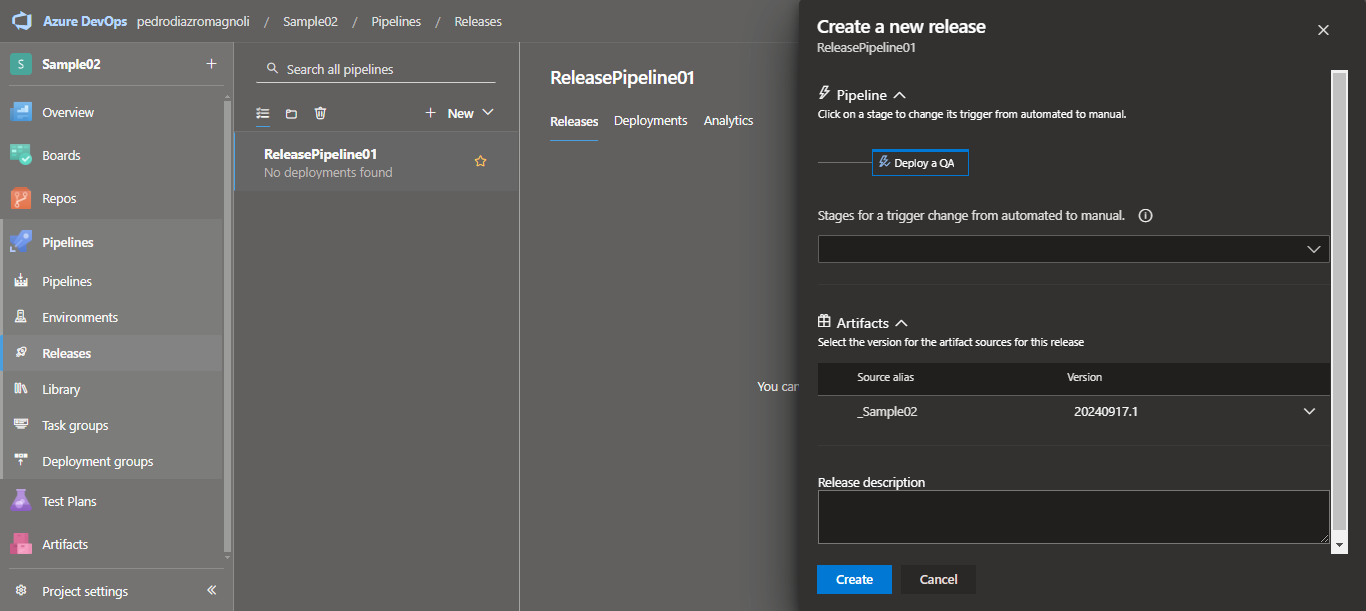 Azure DevOps pedrodiazromagnoli / Sample02 / Pipelines / Releases
S Sample02
Overview
Boards
Repos
Pipelines
Pipelines
Environments
Releases
Library
Task groups
Deployment groups
Test Plans
Artifacts
Project settings
Search all pipelines
New
ReleasePipeline01
No deployments found
ReleasePipeline01
Releases Deployments Analytics
You can
Create a new release
ReleasePipeline01
Pipeline
Click on a stage to change its trigger from automated to manual.
Deploy a QA
Stages for a trigger change from automated to manual.
Artifacts
Select the version for the artifact sources for this release
Source alias Version
_Sample02 20240917.1
Release description
Create Cancel